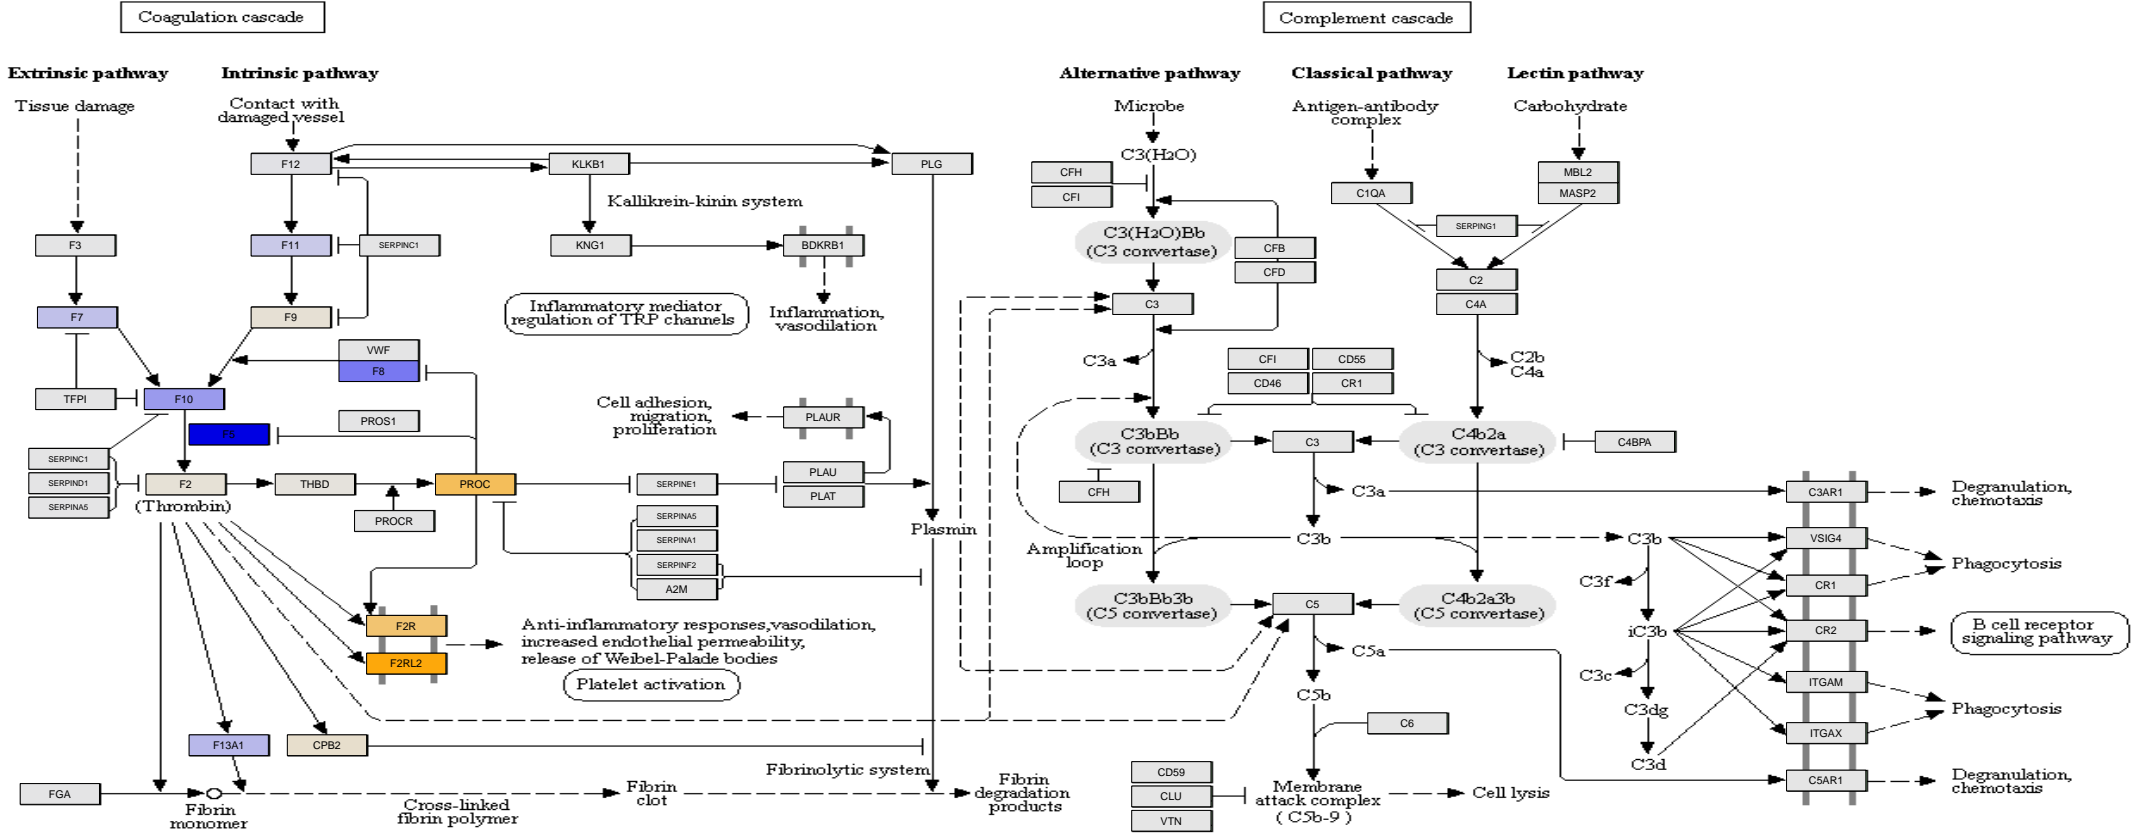 Coagulation cascade
Complement cascade
Extrinsic pathway
Intrinsic pathway
Alternative pathway
Classical pathway
Lectin pathway
Tissue damage
Contact with
damaged vessel
Microbe
Antigen-antibody
complex
Carbohydrate
F12
KLKB1
PLG
C3(H2O)
CFH
CFI
C1QA
MBL2
MASP2
Kallikrein-kinin system
SERPING1
F3
F11
SERPINC1
KNG1
BDKRB1
C3(H2O)Bb
(C3 convertase)
CFB
CFD
C2
C4A
F7
F9
Inflammatory mediator
regulation of TRP channels
Inflammation,
vasodilation
C3
VWF
F8
C3a
CFI
CD55
CD46
CR1
C2b
C4a
TFPI
F10
PROS1
Cell adhesion,
migration,
proliferation
PLAUR
F5
C3bBb
(C3 convertase)
C3
C4b2a
(C3 convertase)
C4BPA
SERPINC1
SERPIND1
SERPINA5
F2
(Thrombin)
THBD
PROC
SERPINE1
PLAU
PLAT
CFH
C3a
C3AR1
Degranulation,
chemotaxis
PROCR
SERPINA5
SERPINA1
SERPINF2
A2M
Plasmin
Amplification
loop
C3b
C3b
VSIG4
Phagocytosis
C3f
CR1
C3bBb3b
(C5 convertase)
C5
C4b2a3b
(C5 convertase)
F2R
F2RL2
Anti-inflammatory responses,vasodilation,
increased endothelial permeability,
release of Weibel-Palade bodies
Platelet activation
iC3b
CR2
B cell receptor
signaling pathway
C5a
C3c
ITGAM
C5b
C3dg
Phagocytosis
C6
ITGAX
F13A1
CPB2
C3d
Fibrinolytic system
CD59
CLU
VTN
C5AR1
Degranulation,
chemotaxis
FGA
Fibrin
monomer
Cross-linked
fibrin polymer
Fibrin
clot
Fibrin
degradation
products
Membrane
attack complex
( C5b-9 )
Cell lysis